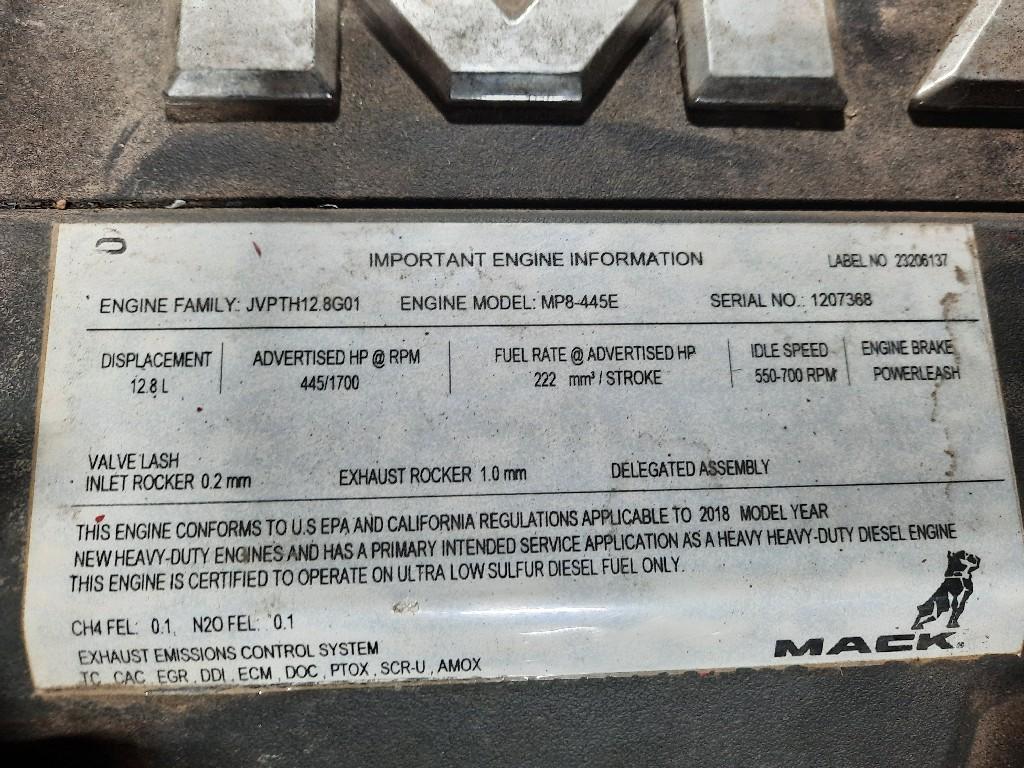 MA
IMPORTANT ENGINE INFORMATION
LABEL NO 23206137
ENGINE FAMILY: JVPTH12.8G01 ENGINE MODEL: MP8-445E SERIAL NO.: 1207368
DISPLACEMENT ADVERTISED HP @ RPM FUEL RATE @ ADVERTISED HP IDLE SPEED ENGINE BRAKE
12.8 L 445/1700 222 mm³ / STROKE 550-700 RPM POWERLEASH
VALVE LASH
INLET ROCKER 0.2 mm EXHAUST ROCKER 1.0 mm DELEGATED ASSEMBLY
THIS ENGINE CONFORMS TO U.S EPA AND CALIFORNIA REGULATIONS APPLICABLE TO 2018 MODEL YEAR
NEW HEAVY-DUTY ENGINES AND HAS A PRIMARY INTENDED SERVICE APPLICATION AS A HEAVY HEAVY-DUTY DIESEL ENGINE
THIS ENGINE IS CERTIFIED TO OPERATE ON ULTRA LOW SULFUR DIESEL FUEL ONLY.
CH4 FEL: 0.1, N2O FEL: 0.1
EXHAUST EMISSIONS CONTROL SYSTEM
TC , CAC, EGR, DDI , ECM , DOC , PTOX , SCR-U , AMOX
MACK®